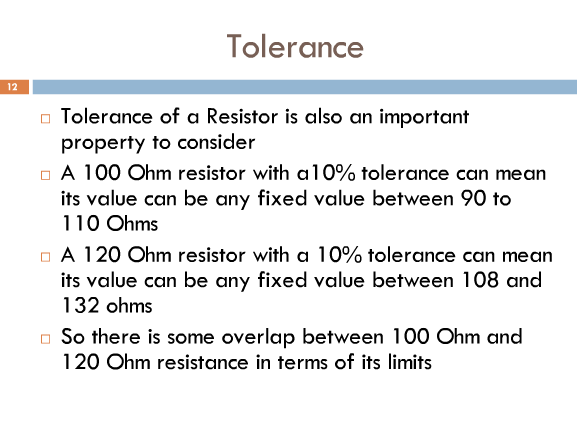 Tolerance
12
Tolerance of a Resistor is also an important
property to consider
A 100 Ohm resistor with a10% tolerance can mean
its value can be any fixed value between 90 to
110 Ohms
A 120 Ohm resistor with a 10% tolerance can mean
its value can be any fixed value between 108 and
132 ohms
So there is some overlap between 100 Ohm and
120 Ohm resistance in terms of its limits